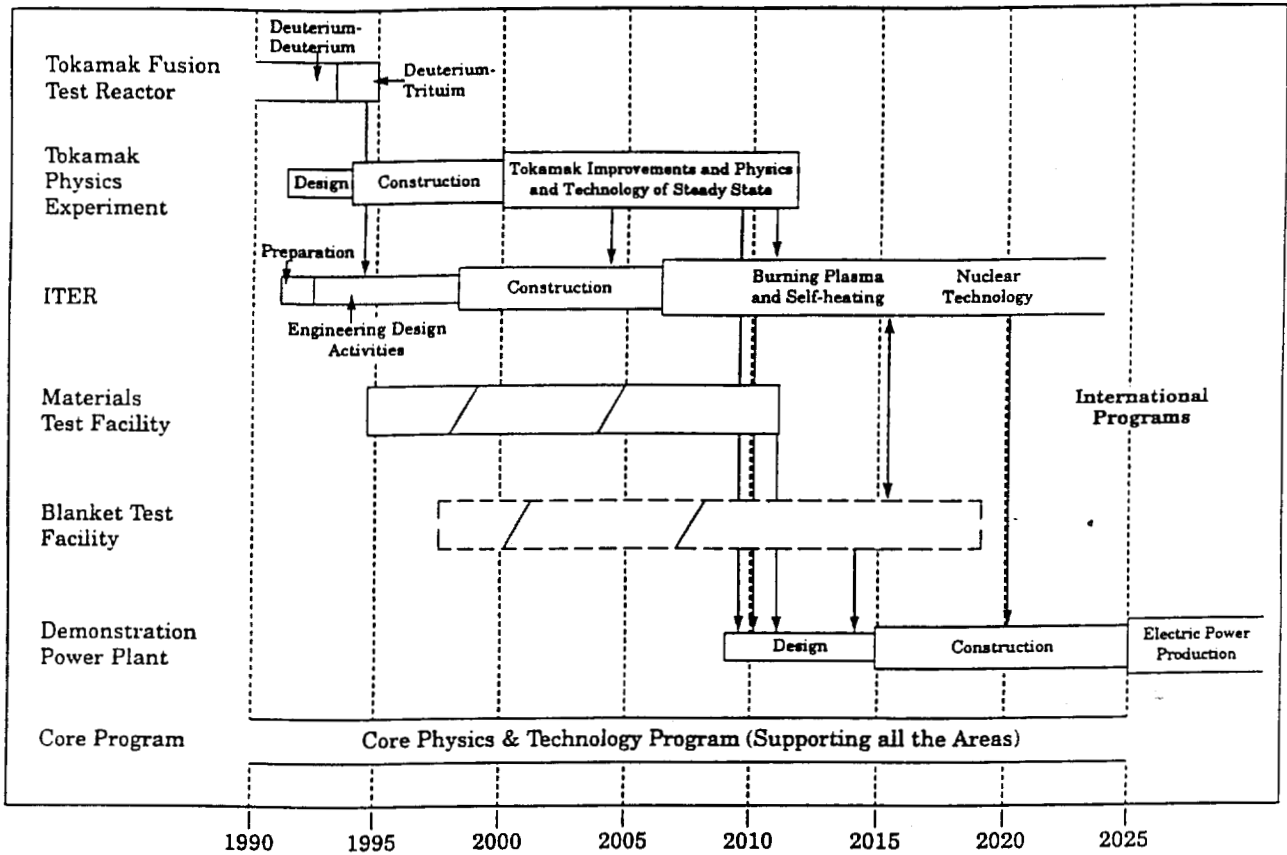 Deuterium-
Deuterium
Tokamak Fusion
Test Reactor
Deuterium-
Trituim
Tokamak
Physics
Experiment
Design
Construction
Tokamak Improvements and Physics
and Technology of Steady State
Preparation
ITER
Construction
Burning Plasma
and Self-heating
Nuclear
Technology
Engineering Design
Activities
Materials
Test Facility
International
Programs
Blanket Test
Facility
Demonstration
Power Plant
Design
Construction
Electric Power
Production
Core Program
Core Physics & Technology Program (Supporting all the Areas)
1990
1995
2000
2005
2010
2015
2020
2025